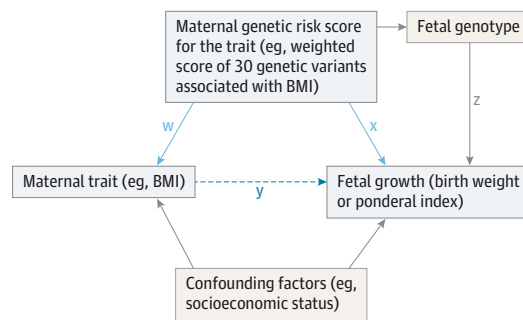 Maternal genetic risk score
for the trait (eg, weighted
score of 30 genetic variants
associated with BMI)
Fetal genotype
w
x
z
Maternal trait (eg, BMI)
y
Fetal growth (birth weight
or ponderal index)
Confounding factors (eg,
socioeconomic status)